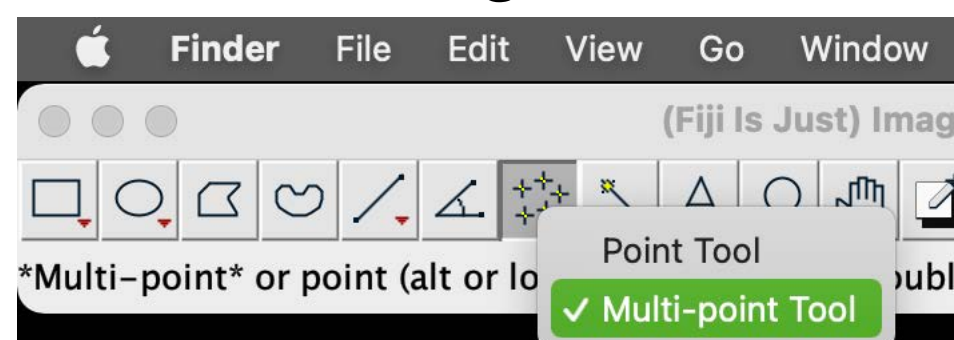 Finder File Edit View Go Window
(Fiji Is Just) Imag
Point Tool
*Multi-point* or point (alt or lo
✓ Multi-point Tool